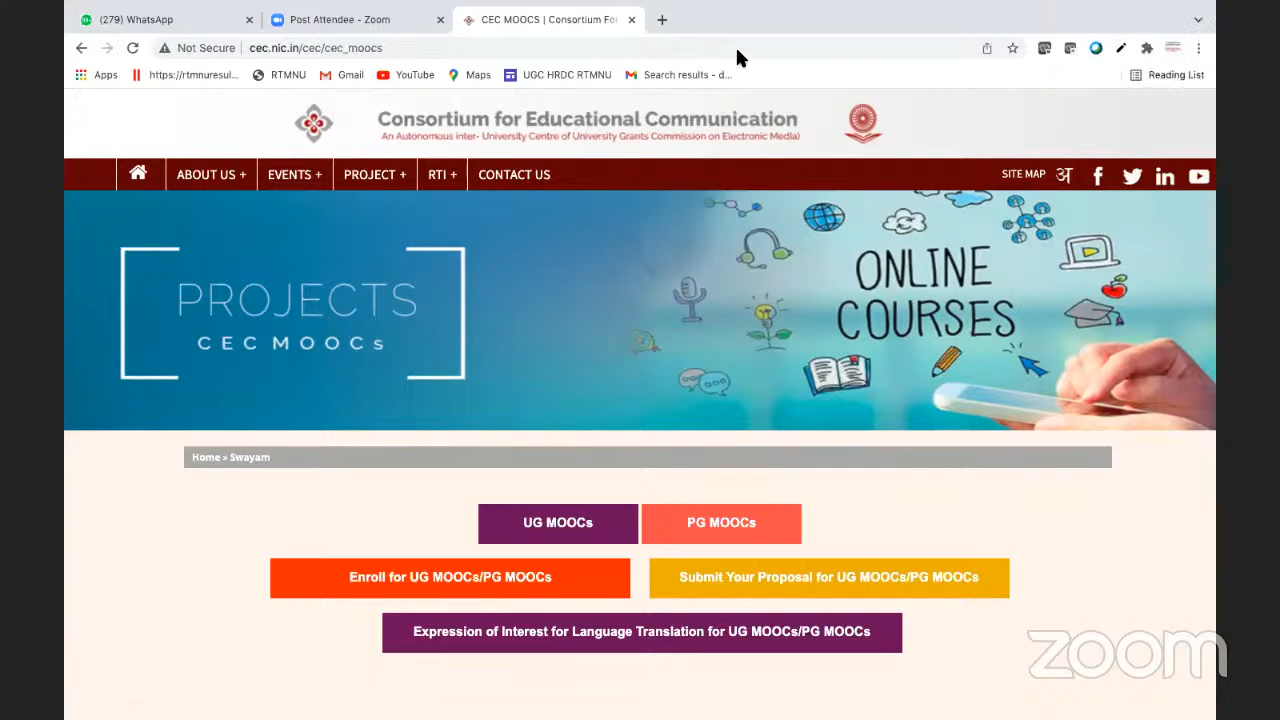 (279) WhatsApp
Post Attendee - Zoom
CEC MOOCS | Consortium For
Not Secure
cec.nic.in/cec/cec_moocs
Apps
https://rtmnuresul...
RTMNU
Gmail
YouTube
Maps
UGC HRDC RTMNU
Search results - d...
Reading List
Consortium for Educational Communication
An Autonomous inter- University Centre of University Grants Commission on Electronic Media)
ABOUT US +
EVENTS +
PROJECT +
RTI +
CONTACT US
SITE MAP
अ
PROJECTS
CEC MOOCs
ONLINE
COURSES
Home » Swayam
UG MOOCs
PG MOOCs
Enroll for UG MOOCs/PG MOOCs
Submit Your Proposal for UG MOOCs/PG MOOCs
Expression of Interest for Language Translation for UG MOOCs/PG MOOCs
zoom